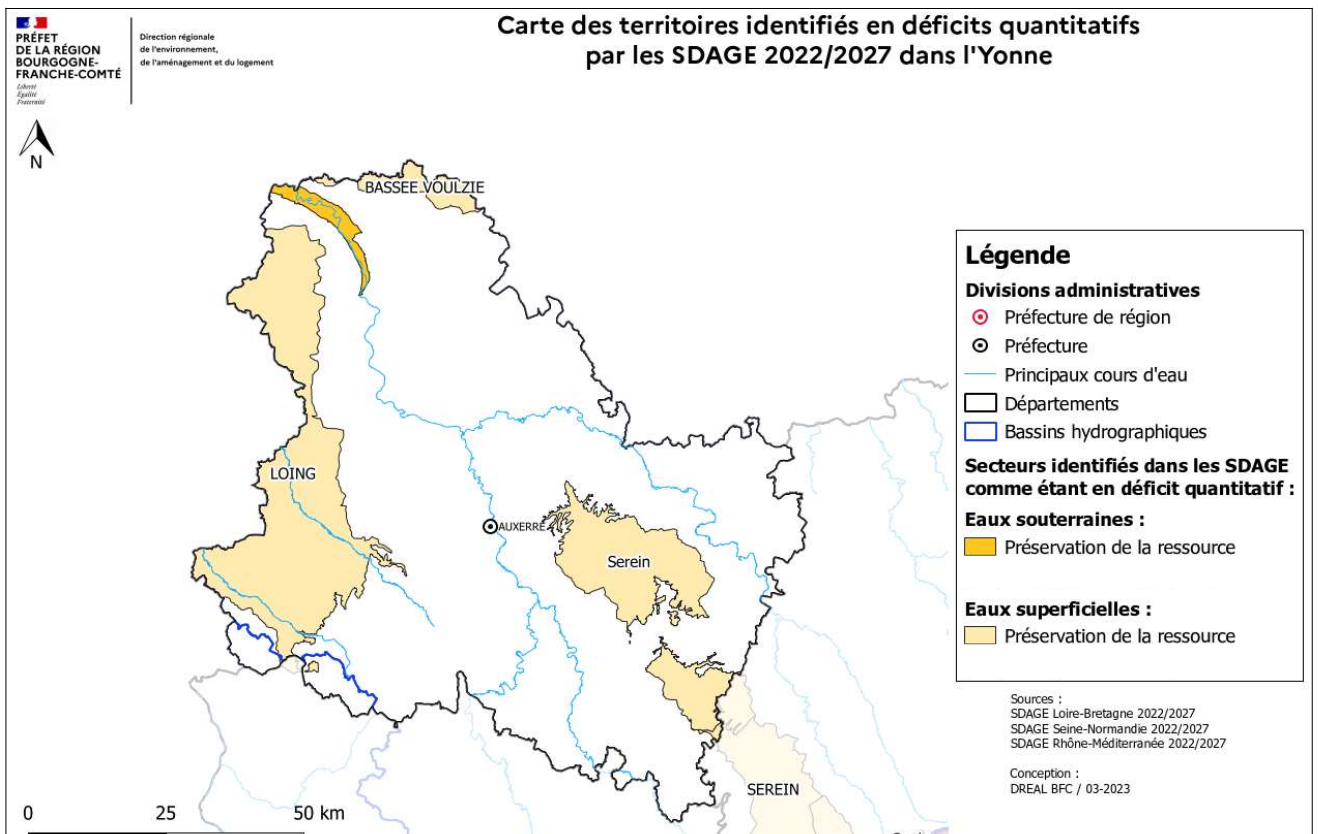 PRÉFET
DE LA RÉGION
BOURGOGNE-
FRANCHE-COMTÉ
Liberté
Égalité
Fraternité
Direction régionale
de l'environnement,
de l'aménagement et du logement
Carte des territoires identifiés en déficits quantitatifs
par les SDAGE 2022/2027 dans l'Yonne
N
BASSEE VOULZIE
LOING
AUXERRE
Serein
SEREIN
0 25 50 km
Légende
Divisions administratives
Préfecture de région
Préfecture
Principaux cours d'eau
Départements
Bassins hydrographiques
Secteurs identifiés dans les SDAGE
comme étant en déficit quantitatif :
Eaux souterraines :
Préservation de la ressource
Eaux superficielles :
Préservation de la ressource
Sources :
SDAGE Loire-Bretagne 2022/2027
SDAGE Seine-Normandie 2022/2027
SDAGE Rhône-Méditerranée 2022/2027
Conception :
DREAL BFC / 03-2023